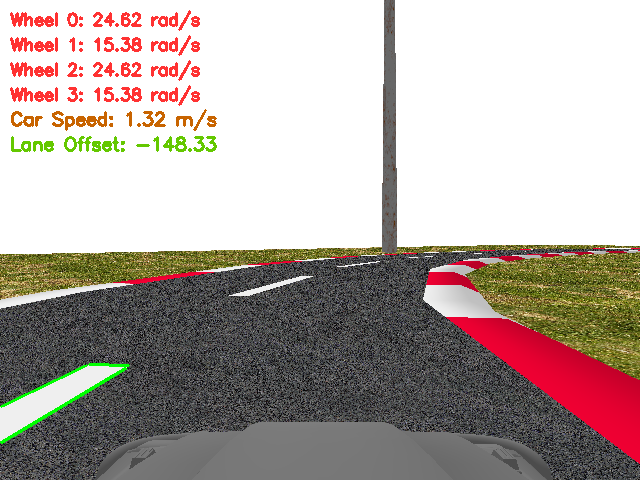 Wheel 0: 24.62 rad/s
Wheel 1: 15.38 rad/s
Wheel 2: 24.62 rad/s
Wheel 3: 15.38 rad/s
Car Speed: 1.32 m/s
Lane Offset: -148.33